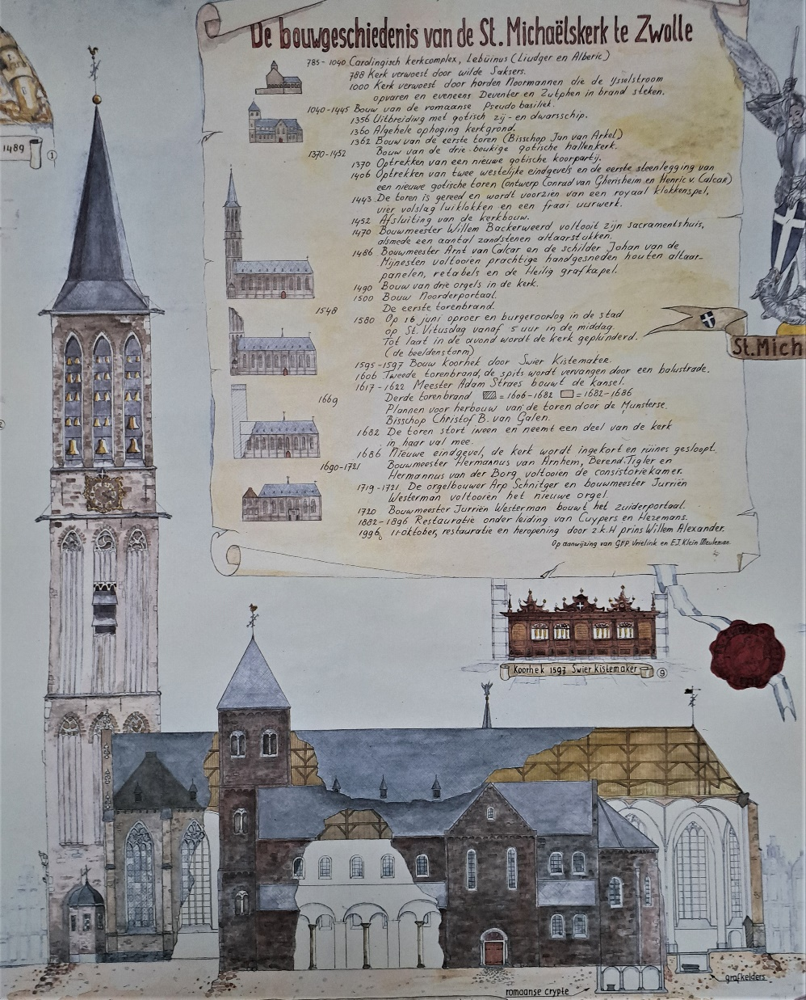 De bouwgeschiedenis van de St. Michaëlskerk te Zwolle
785-1040 Carolingisch kerkcomplex, Lebüinus (Liudger en Alberic)
788 Kerk verwoest door wilde Saksers.
1000 Kerk verwoest door horden Noormannen die de IJsselstroom
opvaren en eveneens Deventer en Zutphen in brand steken.
1040-1445 Bouw van de romaanse Pseudo basiliek.
1356 Uitbreiding met gotisch zij- en dwarsschip.
1360 Algehele ophoging kerkgrond.
1362 Bouw van de eerste toren (Bisschop Jan van Arkel)
1370-1452 Bouw van de drie-beukige gotische hallenkerk.
1370 Optrekken van een nieuwe gotische koorpartij.
1406 Optrekken van twee westelijke eindgevels en de eerste steenlegging van
een nieuwe gotische toren (ontwerp Conrad van Gherisheim en Henric v. Calcar)
1443 De toren is gereed en wordt voorzien van een royaal klokkenspel,
vier volslag luiklokken en een fraai uurwerk.
1452 Afsluiting van de kerkbouw.
1470 Bouwmeester Willem Backerweerd voltooit zijn sacramentshuis,
alsmede een aantal zandstenen altaarstukken.
1486 Bouwmeester Arnt van Calcar en de schilder Johan van de
Mijnesten voltooien prachtige handgesneden houten altaar-
panelen, retabels en de Heilig grafkapel.
1490 Bouw van drie orgels in de kerk.
1500 Bouw Noorderportaal.
1548 De eerste torenbrand.
1580 Op 16 juni oproer en burgeroorlog in de stad
op St. Vitusdag vanaf 5 uur in de middag.
Tot laat in de avond wordt de kerk geplunderd.
(de beeldenstorm)
1595-1597 Bouw Koorhek door Swier Kistemaker.
1606 Tweede torenbrand, de spits wordt vervangen door een balustrade.
1617-1622 Meester Adam Straes bouwt de kansel.
1669 Derde torenbrand = 1606-1682 = 1682-1686
Plannen voor herbouw van de toren door de Munsterse
Bisschop Christof B. van Galen.
1682 De toren stort ineen en neemt een deel van de kerk
in haar val mee.
1686 Nieuwe eindgevel, de kerk wordt ingekort en ruïnes gesloopt.
1690-1721 Bouwmeester Hermannus van Arnhem, Berend Tigler en
Hermannus van der Borg voltooien de consistoriekamer.
1719-1721 De orgelbouwer Arp Schnitger en bouwmeester Jurriën
Westerman voltooien het nieuwe orgel.
1720 Bouwmeester Jurriën Westerman bouwt het zuiderportaal.
1882-1896 Restauratie onder leiding van Cuypers en Hezemans.
1996 11 oktober, restauratie en heropening door z.k.H prins Willem Alexander.
Op aanwijzing van GFP Vrielink en E.J. Klein Meuleman.
1489 1
St. Mich
2
Koorhek 1597 Swier Kistemaker 9
grafkelders
romaanse crypte